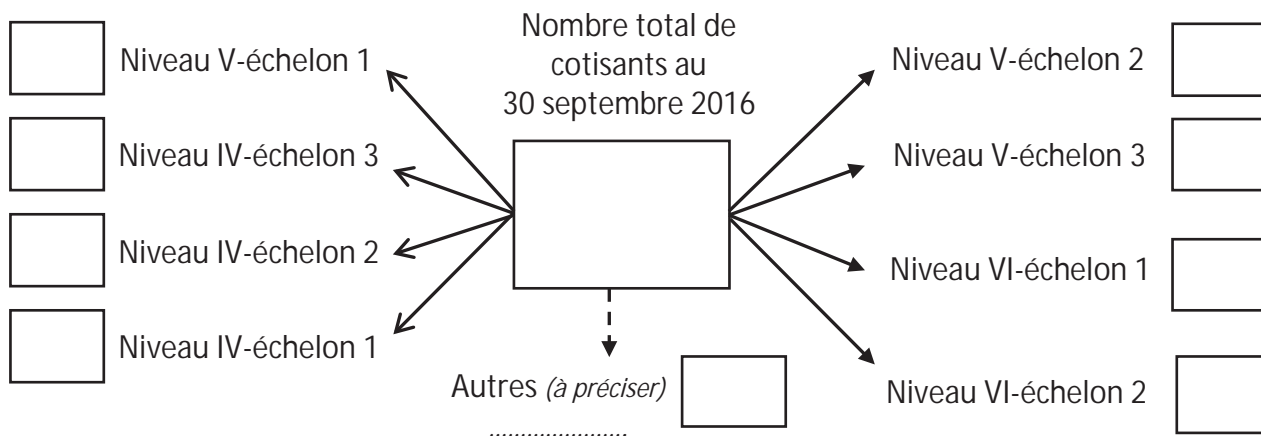 Nombre total de
cotisants au
30 septembre 2016
Niveau V-échelon 1
Niveau IV-échelon 3
Niveau IV-échelon 2
Niveau IV-échelon 1
Niveau V-échelon 2
Niveau V-échelon 3
Niveau VI-échelon 1
Niveau VI-échelon 2
Autres (à préciser)
.....................